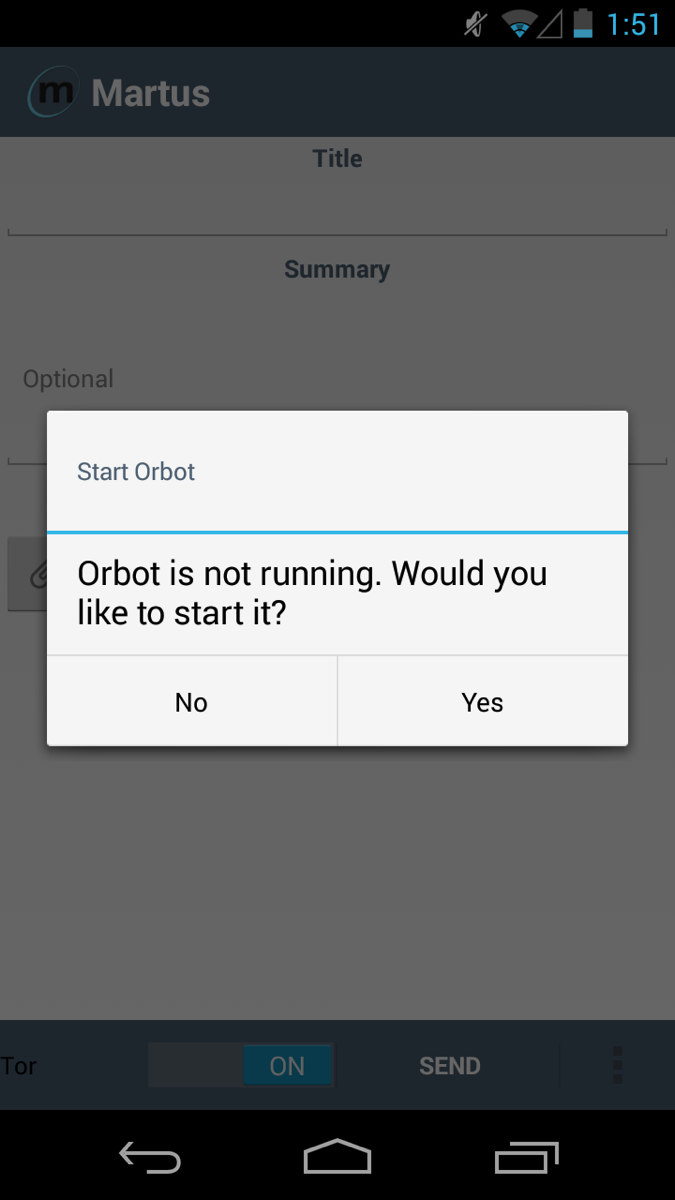 1:51
m Martus
Title
Summary
Optional
Start Orbot
Orbot is not running. Would you
like to start it?
No Yes
Tor ON SEND